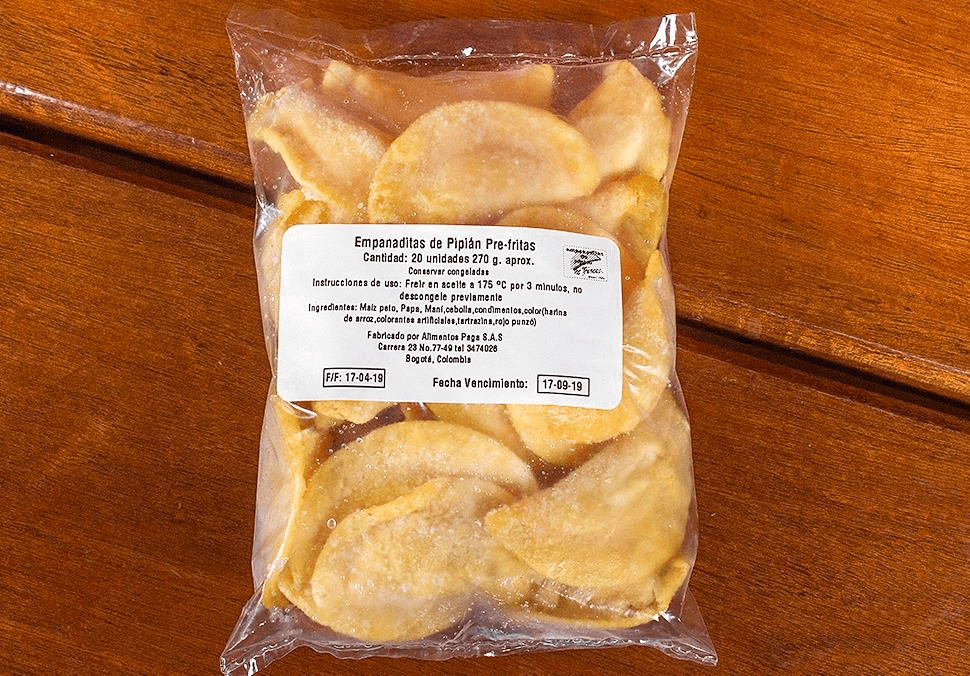 Empanaditas de Pipián Pre-fritas
Cantidad: 20 unidades 270 g. aprox.
Conservar congeladas
Instrucciones de uso: Freir en aceite a 175 ºC por 3 minutos, no
descongele previamente
Ingredientes: Maíz peto, Papa, Maní,cebolla,condimentos,color(harina
de arroz,colorantes artificiales,tartrazina,rojo punzó)
Fabricado por Alimentos Paga S.A.S
Carrera 23 No.77-49 tel 3474026
Bogotá, Colombia
F/F: 17-04-19
Fecha Vencimiento: 17-09-19